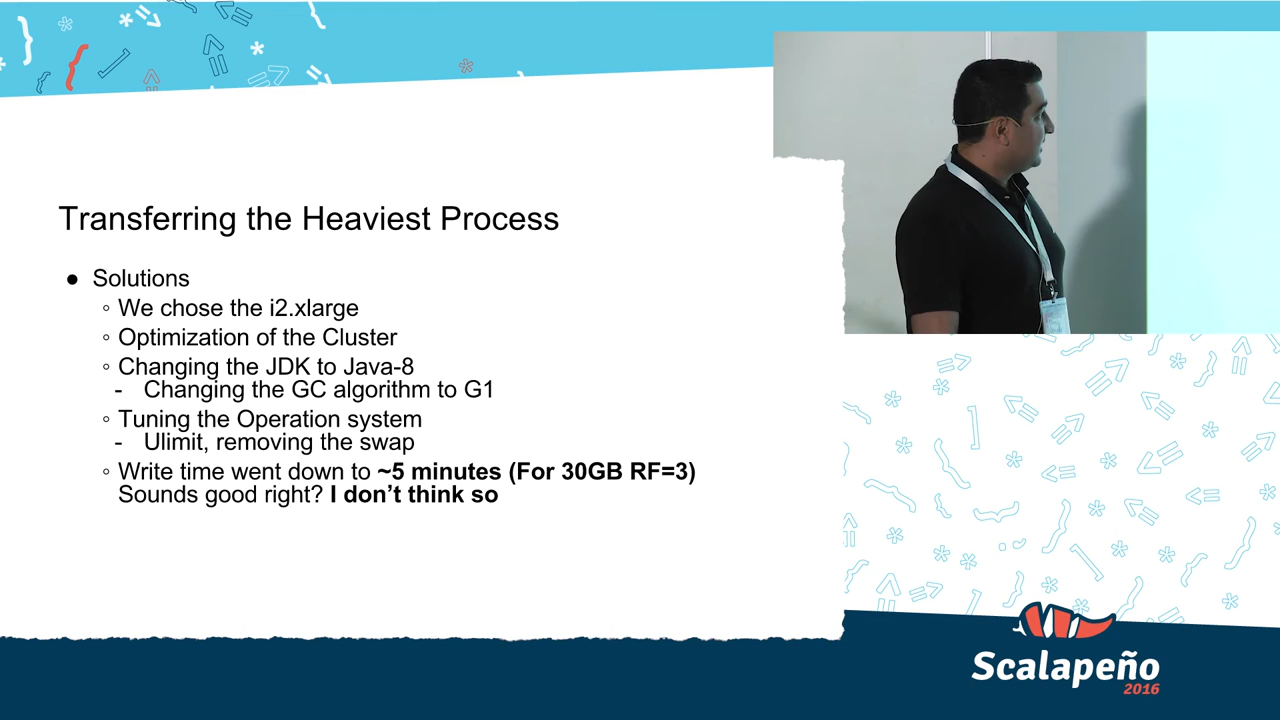 Transferring the Heaviest Process
● Solutions
◦ We chose the i2.xlarge
◦ Optimization of the Cluster
◦ Changing the JDK to Java-8
- Changing the GC algorithm to G1
◦ Tuning the Operation system
- Ulimit, removing the swap
◦ Write time went down to ~5 minutes (For 30GB RF=3)
Sounds good right? I don’t think so
Scalapeño
2016